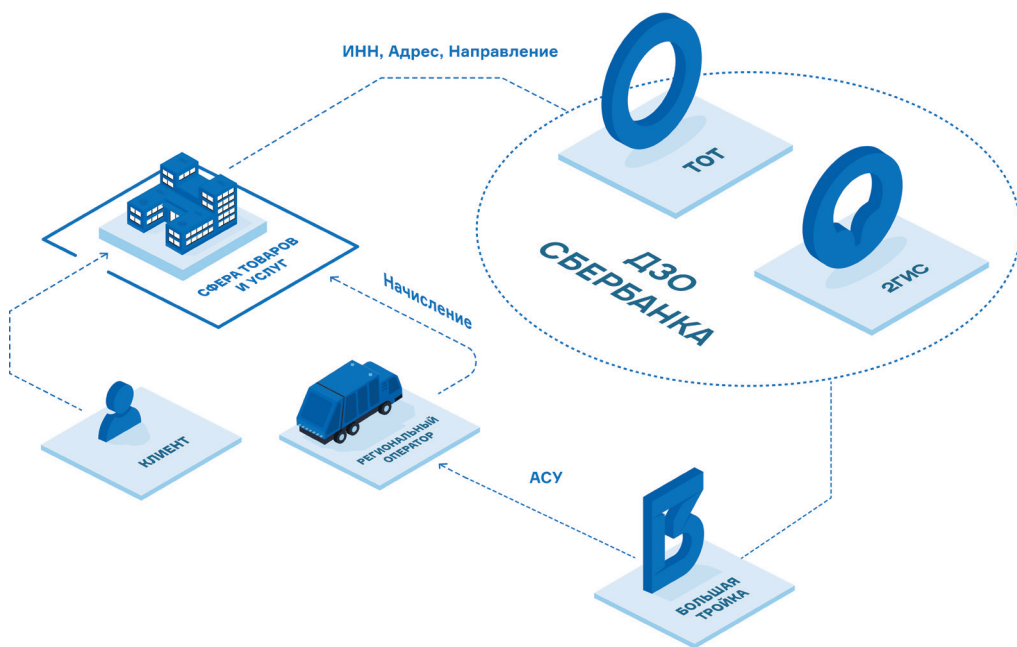 ИНН, Адрес, Направление
ТОТ
2ГИС
ДЗО
СБЕРБАНКА
СФЕРА ТОВАРОВ
И УСЛУГ
Начисление
КЛИЕНТ
РЕГИОНАЛЬНЫЙ
ОПЕРАТОР
АСУ
БОЛЬШАЯ
ТРОЙКА